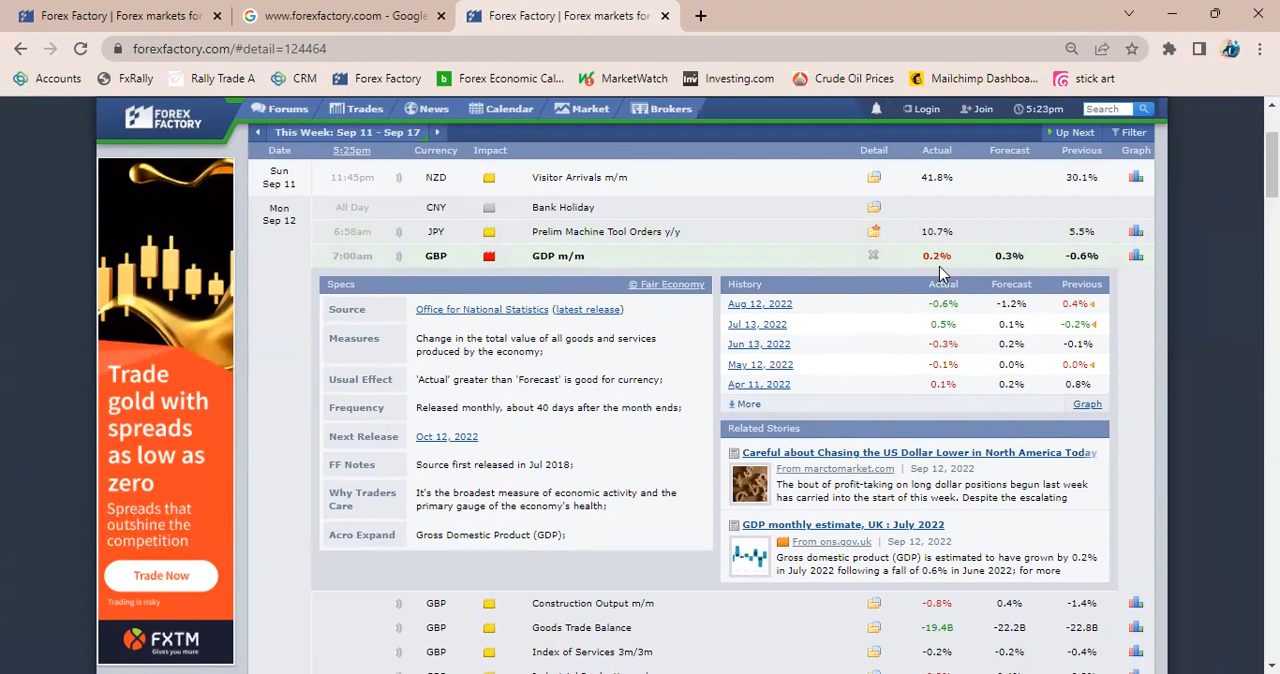 Forex Factory | Forex markets for
www.forexfactory.coom - Google
Forex Factory | Forex markets for
forexfactory.com/#detail=124464
Accounts
FxRally
Rally Trade A
CRM
Forex Factory
b Forex Economic Cal...
MarketWatch
Inv Investing.com
Crude Oil Prices
Mailchimp Dashboa...
stick art
FOREX FACTORY
Forums
Trades
News
Calendar
Market
Brokers
Login
Join
5:23pm
Search
This Week: Sep 11 - Sep 17
Up Next
Filter
Date 5:25pm Currency Impact Detail Actual Forecast Previous Graph
Sun Sep 11 11:45pm NZD Visitor Arrivals m/m 41.8% 30.1%
Mon Sep 12 All Day CNY Bank Holiday
6:58am JPY Prelim Machine Tool Orders y/y 10.7% 5.5%
7:00am GBP GDP m/m 0.2% 0.3% -0.6%
Specs © Fair Economy
Source Office for National Statistics (latest release)
Measures Change in the total value of all goods and services
produced by the economy;
Usual Effect 'Actual' greater than 'Forecast' is good for currency;
Frequency Released monthly, about 40 days after the month ends;
Next Release Oct 12, 2022
FF Notes Source first released in Jul 2018;
Why Traders Care It's the broadest measure of economic activity and the
primary gauge of the economy's health;
Acro Expand Gross Domestic Product (GDP);
History Actual Forecast Previous
Aug 12, 2022 -0.6% -1.2% 0.4%
Jul 13, 2022 0.5% 0.1% -0.2%
Jun 13, 2022 -0.3% 0.2% -0.1%
May 12, 2022 -0.1% 0.0% 0.0%
Apr 11, 2022 0.1% 0.2% 0.8%
More Graph
Related Stories
Careful about Chasing the US Dollar Lower in North America Today
From marctomarket.com | Sep 12, 2022
The bout of profit-taking on long dollar positions begun last week
has carried into the start of this week. Despite the escalating
GDP monthly estimate, UK : July 2022
From ons.gov.uk | Sep 12, 2022
Gross domestic product (GDP) is estimated to have grown by 0.2%
in July 2022 following a fall of 0.6% in June 2022; for more
GBP Construction Output m/m -0.8% 0.4% -1.4%
GBP Goods Trade Balance -19.4B -22.2B -22.8B
GBP Index of Services 3m/3m -0.2% -0.2% -0.4%
Trade
gold with
spreads
as low as
zero
Spreads that
outshine the
competition
Trade Now
Trading is risky
FXTM
Gives you more